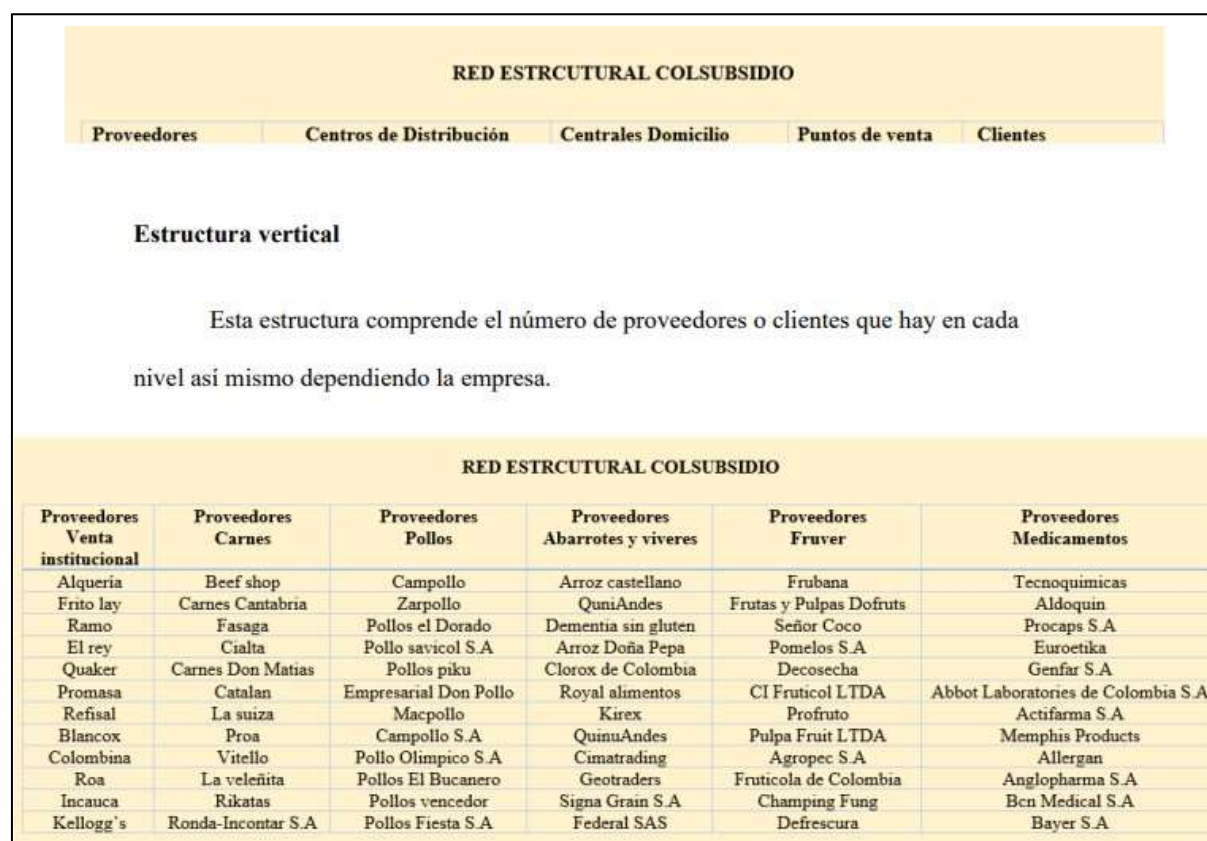 RED ESTRCUTURAL COLSUBSIDIO
Proveedores Centros de Distribución Centrales Domicilio Puntos de venta Clientes
Estructura vertical
Esta estructura comprende el número de proveedores o clientes que hay en cada
nivel así mismo dependiendo la empresa.
RED ESTRCUTURAL COLSUBSIDIO
Proveedores Proveedores Proveedores Proveedores Proveedores Proveedores
Venta Carnes Pollos Abarrotes y viveres Fruver Medicamentos
institucional
Alquería Beef shop Campollo Arroz castellano Frubana Tecnoquimicas
Frito lay Carnes Cantabria Zarpollo QuniAndes Frutas y Pulpas Dofruts Aldoquin
Ramo Fasaga Pollos el Dorado Dementia sin gluten Señor Coco Procaps S.A
El rey Cialta Pollo savicol S.A Arroz Doña Pepa Pomelos S.A Euroetika
Quaker Carnes Don Matias Pollos piku Clorox de Colombia Decosecha Genfar S.A
Promasa Catalan Empresarial Don Pollo Royal alimentos CI Fruticol LTDA Abbot Laboratories de Colombia S.A
Refisal La suiza Macpollo Kirex Profruto Actifarma S.A
Blancox Proa Campollo S.A QuinuAndes Pulpa Fruit LTDA Memphis Products
Colombina Vitello Pollo Olimpico S.A Cimatrading Agropec S.A Allergan
Roa La veleñita Pollos El Bucanero Geotraders Fruticola de Colombia Anglopharma S.A
Incauca Rikatas Pollos vencedor Signa Grain S.A Champing Fung Bcn Medical S.A
Kellogg's Ronda-Incontar S.A Pollos Fiesta S.A Federal SAS Defrescura Bayer S.A